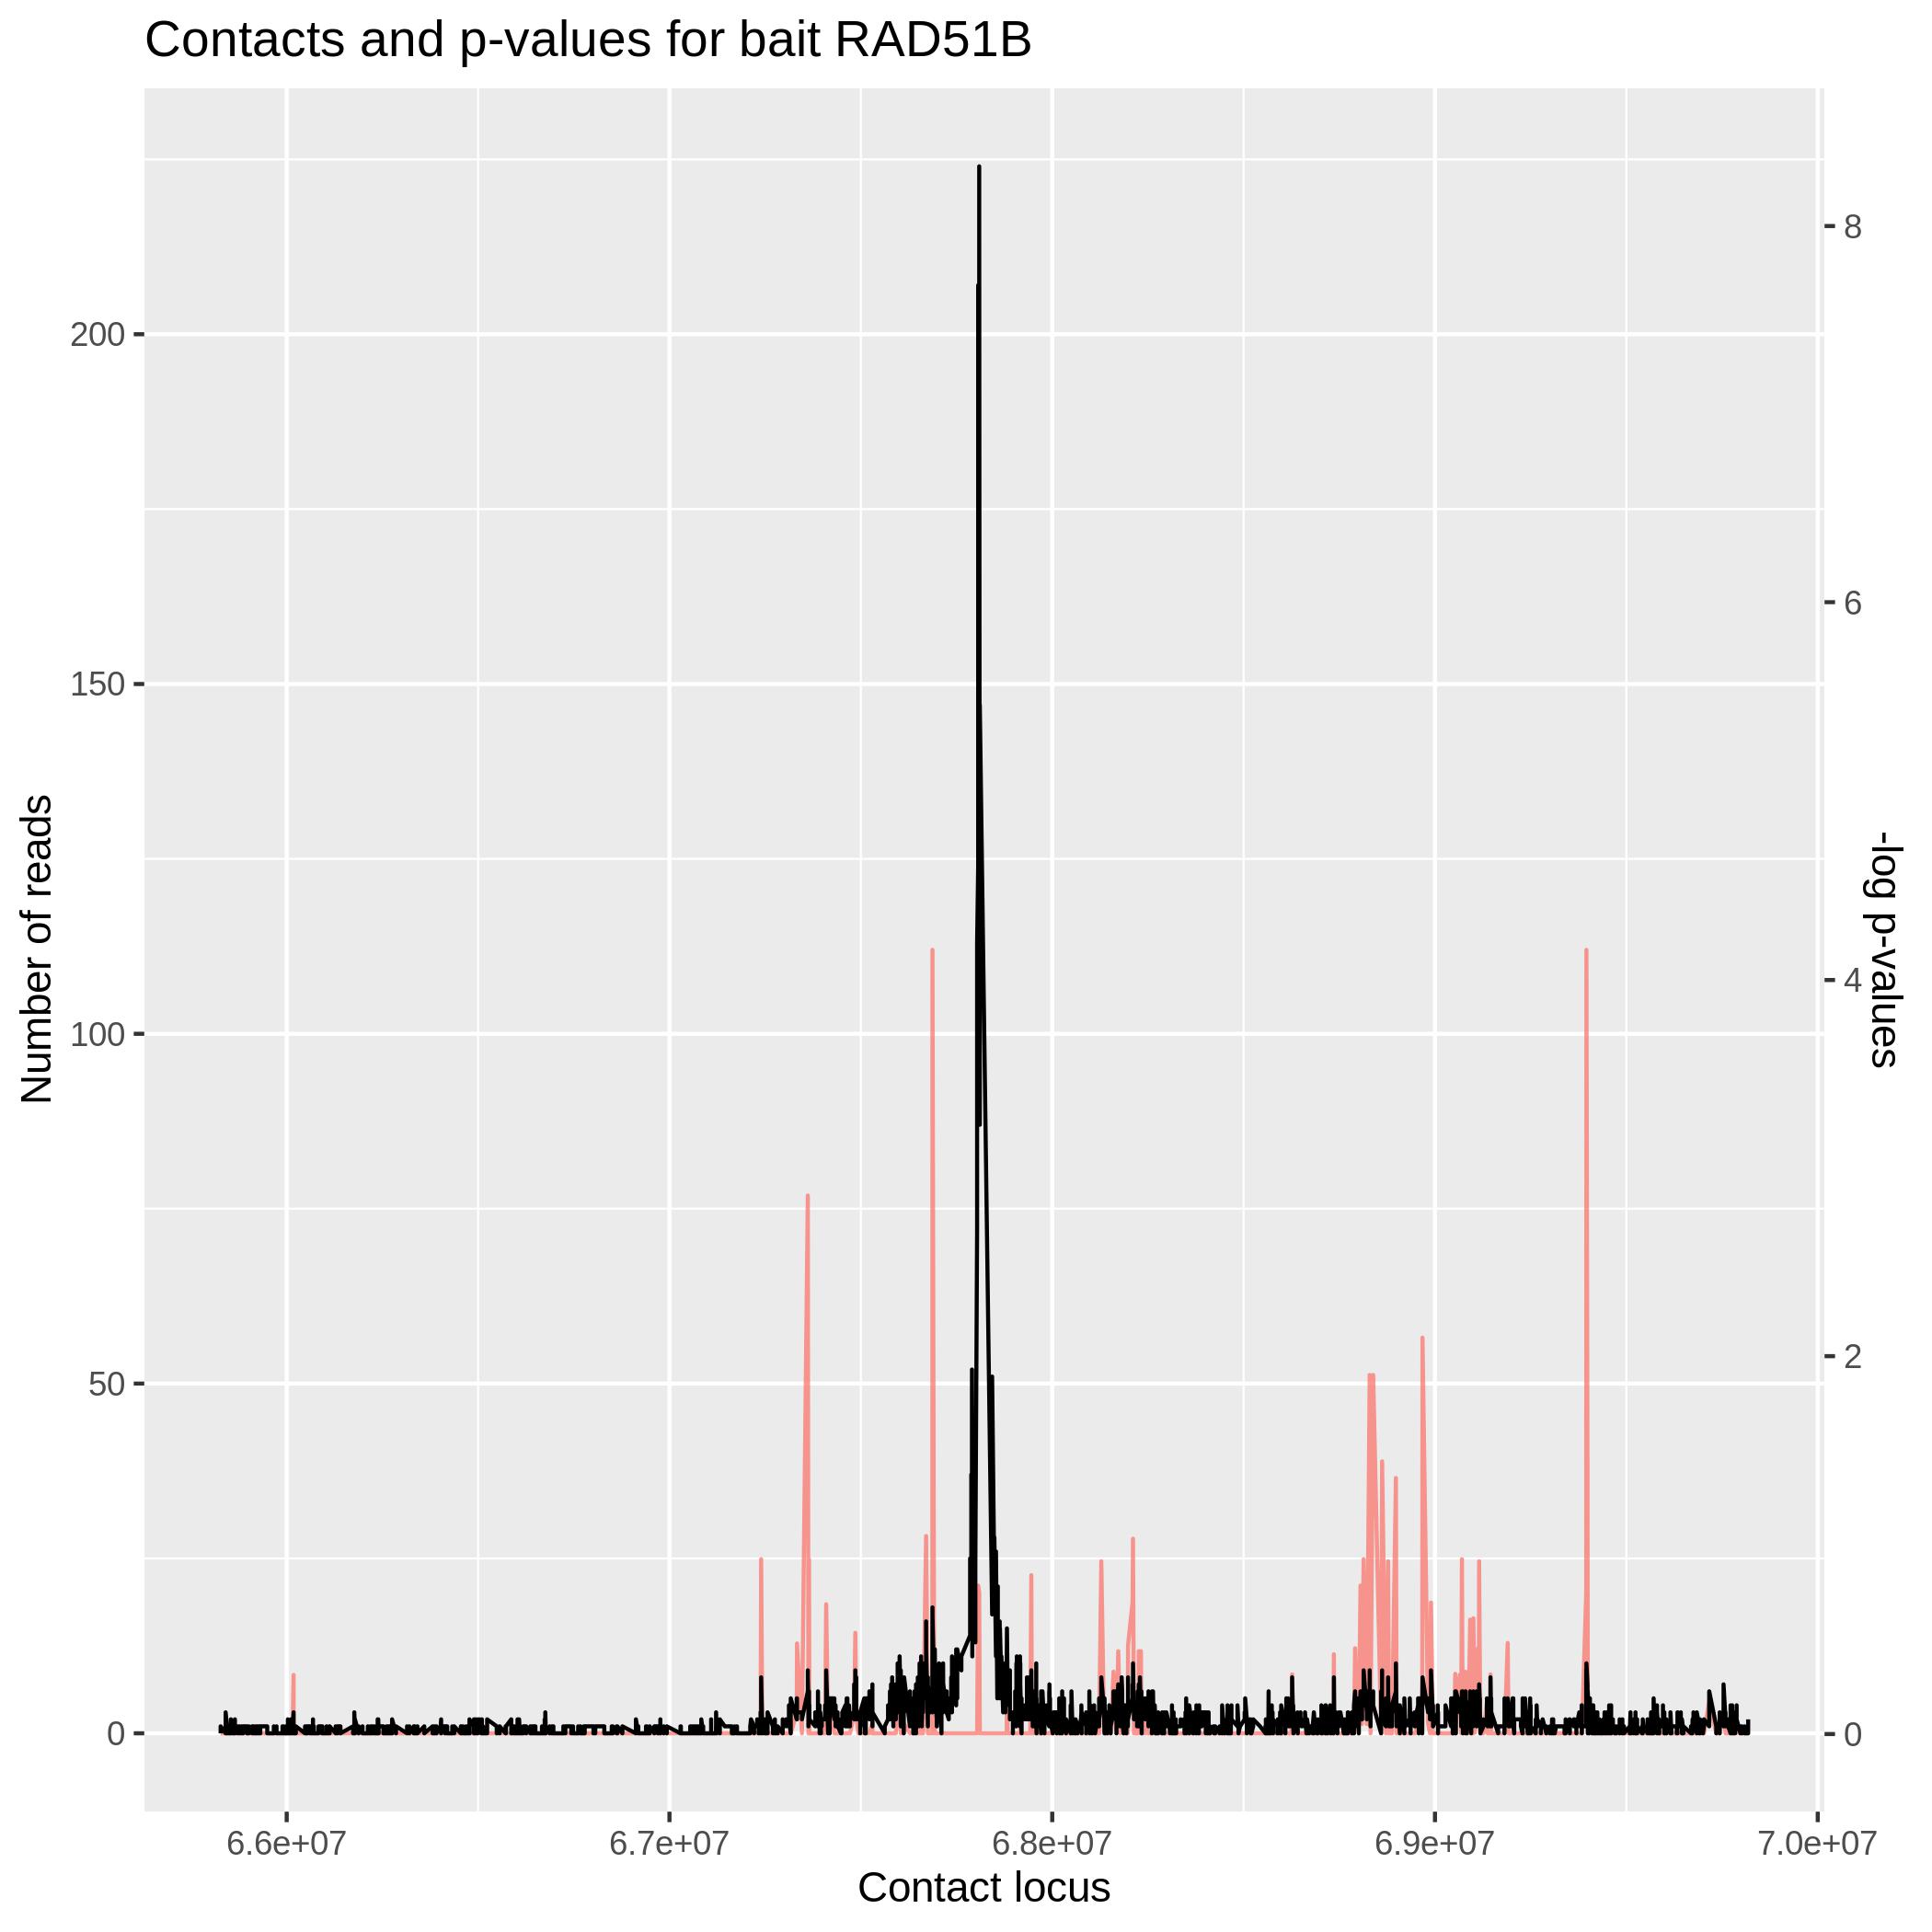 Contacts and p-values for bait RAD51B
Number of reads
200
150
100
50
0
8
6
4
2
0
-log p-values
6.6e+07
6.7e+07
6.8e+07
6.9e+07
7.0e+07
Contact locus